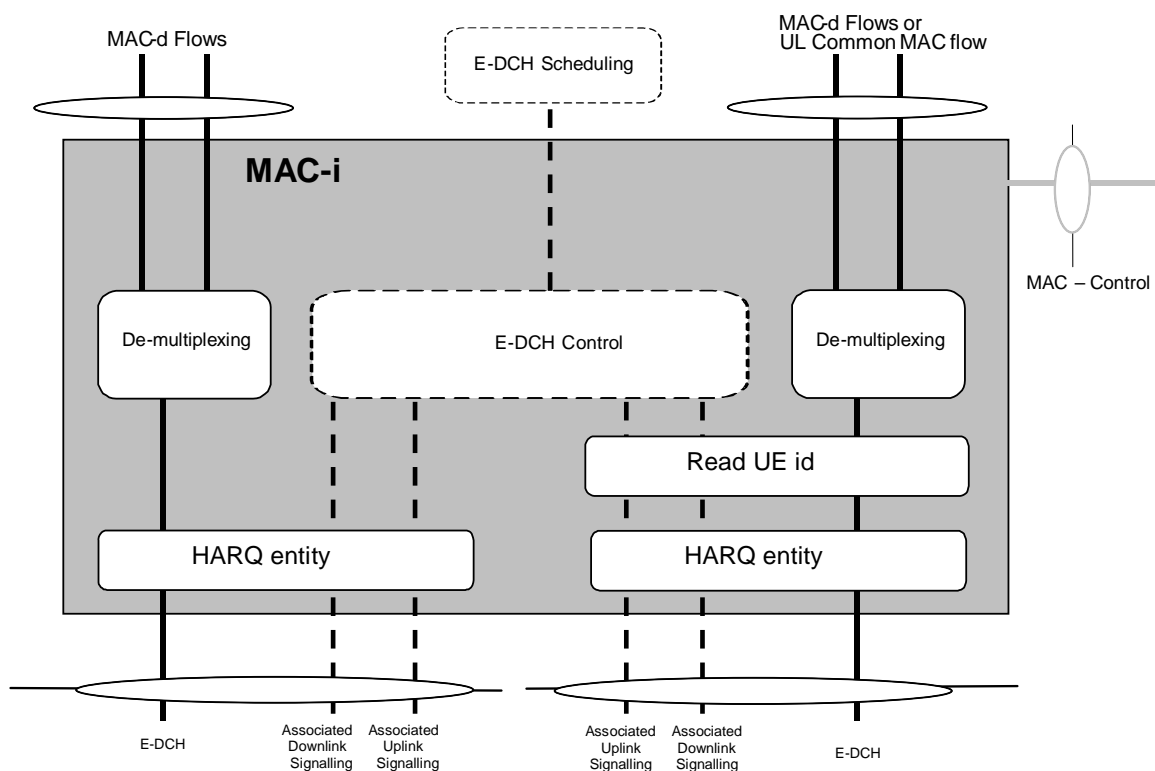 MAC-d Flows
E-DCH Scheduling
MAC-d Flows or
UL Common MAC flow
MAC-i
MAC – Control
De-multiplexing
E-DCH Control
De-multiplexing
Read UE id
HARQ entity
HARQ entity
E-DCH
Associated
Downlink
Signalling
Associated
Uplink
Signalling
Associated
Uplink
Signalling
Associated
Downlink
Signalling
E-DCH